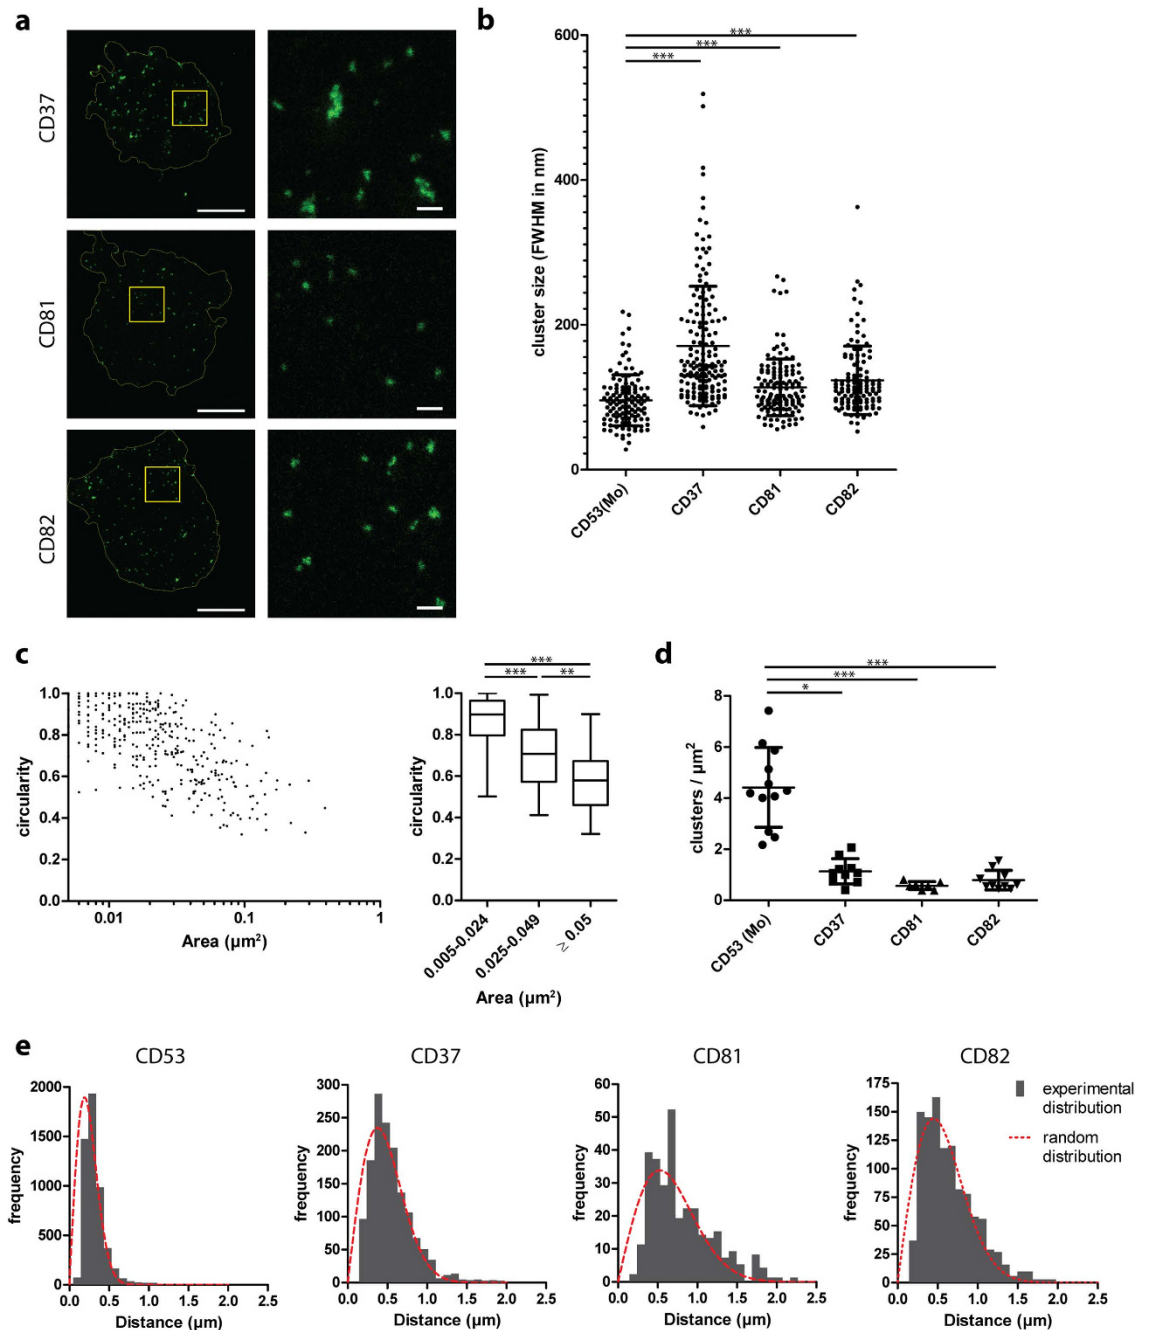 a
CD37
CD81
CD82
b
***
***
***
600
400
200
0
cluster size (FWHM in nm)
CD53(Mo)
CD37
CD81
CD82
c
1.0
0.8
0.6
0.4
0.2
0.0
circularity
0.01
0.1
1
Area (µm²)
***
***
**
1.0
0.8
0.6
0.4
0.2
0.0
circularity
0.005-0.024
0.025-0.049
≥ 0.05
Area (µm²)
d
***
***
*
8
6
4
2
0
clusters / µm²
CD53 (Mo)
CD37
CD81
CD82
e
CD53
2000
1500
1000
500
0
frequency
0.0
0.5
1.0
1.5
2.0
2.5
Distance (µm)
CD37
300
250
200
150
100
50
0
frequency
0.0
0.5
1.0
1.5
2.0
2.5
Distance (µm)
CD81
60
50
40
30
20
10
0
frequency
0.0
0.5
1.0
1.5
2.0
2.5
Distance (µm)
CD82
175
150
125
100
75
50
25
0
frequency
0.0
0.5
1.0
1.5
2.0
2.5
Distance (µm)
experimental
distribution
random
distribution